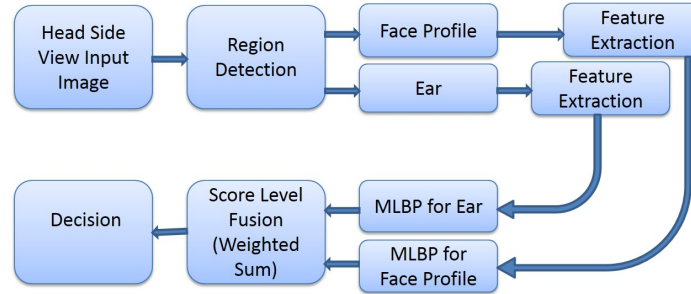 Head Side
View Input
Image
Region
Detection
Face Profile
Feature
Extraction
Ear
Feature
Extraction
MLBP for Ear
MLBP for
Face Profile
Score Level
Fusion
(Weighted
Sum)
Decision